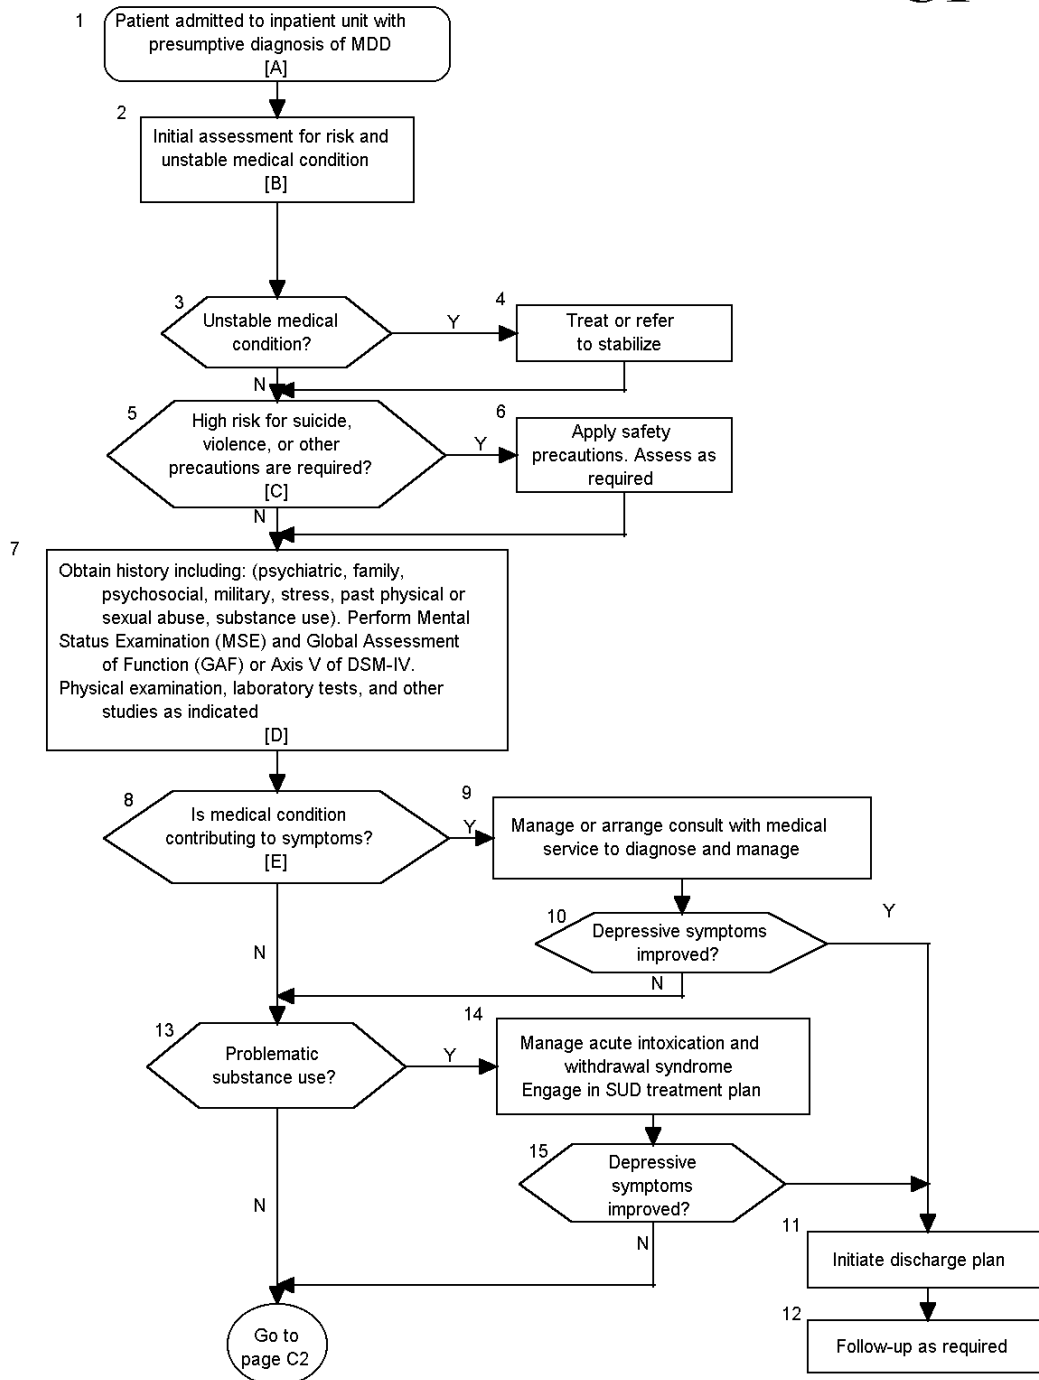 1
Patient admitted to inpatient unit with
presumptive diagnosis of MDD
[A]
2
Initial assessment for risk and
unstable medical condition
[B]
3
Unstable medical
condition?
Y
4
Treat or refer
to stabilize
N
5
High risk for suicide,
violence, or other
precautions are required?
[C]
Y
6
Apply safety
precautions. Assess as
required
N
7
Obtain history including: (psychiatric, family,
psychosocial, military, stress, past physical or
sexual abuse, substance use). Perform Mental
Status Examination (MSE) and Global Assessment
of Function (GAF) or Axis V of DSM-IV.
Physical examination, laboratory tests, and other
studies as indicated
[D]
8
Is medical condition
contributing to symptoms?
[E]
Y
9
Manage or arrange consult with medical
service to diagnose and manage
10
Depressive symptoms
improved?
Y
N
N
13
Problematic
substance use?
Y
14
Manage acute intoxication and
withdrawal syndrome
Engage in SUD treatment plan
15
Depressive
symptoms
improved?
N
N
11
Initiate discharge plan
12
Follow-up as required
Go to
page C2